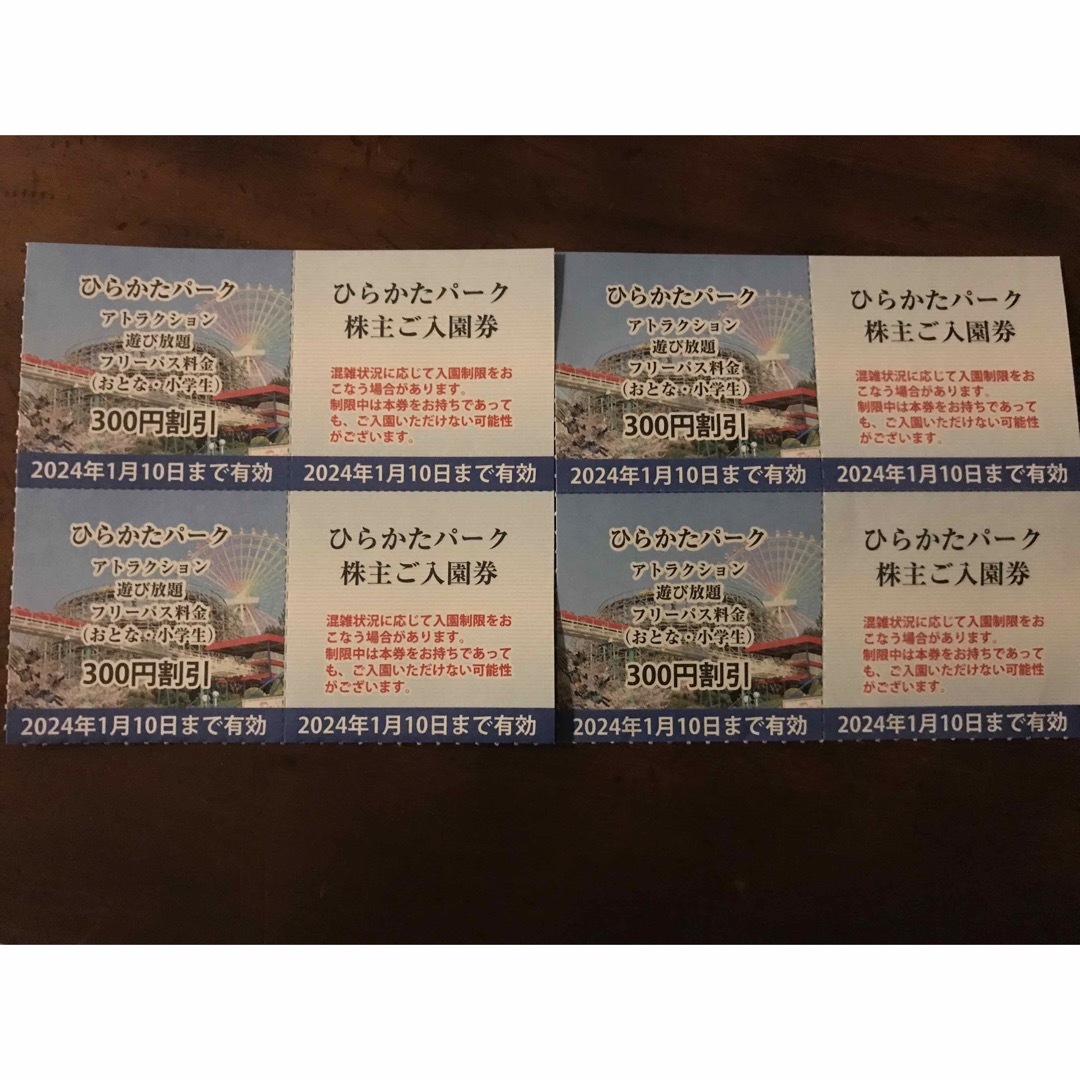 ひらかたパーク
アトラクション
遊び放題
フリーパス料金
(おとな・小学生)
300円割引
2024年1月10日まで有効
ひらかたパーク
株主ご入園券
混雑状況に応じて入園制限をお
こなう場合があります。
制限中は本券をお持ちであって
も、ご入園いただけない可能性
がございます。
2024年1月10日まで有効
ひらかたパーク
アトラクション
遊び放題
フリーパス料金
(おとな・小学生)
300円割引
2024年1月10日まで有効
ひらかたパーク
株主ご入園券
混雑状況に応じて入園制限をお
こなう場合があります。
制限中は本券をお持ちであって
も、ご入園いただけない可能性
がございます。
2024年1月10日まで有効
ひらかたパーク
アトラクション
遊び放題
フリーパス料金
(おとな・小学生)
300円割引
2024年1月10日まで有効
ひらかたパーク
株主ご入園券
混雑状況に応じて入園制限をお
こなう場合があります。
制限中は本券をお持ちであって
も、ご入園いただけない可能性
がございます。
2024年1月10日まで有効
ひらかたパーク
アトラクション
遊び放題
フリーパス料金
(おとな・小学生)
300円割引
2024年1月10日まで有効
ひらかたパーク
株主ご入園券
混雑状況に応じて入園制限をお
こなう場合があります。
制限中は本券をお持ちであって
も、ご入園いただけない可能性
がございます。
2024年1月10日まで有効